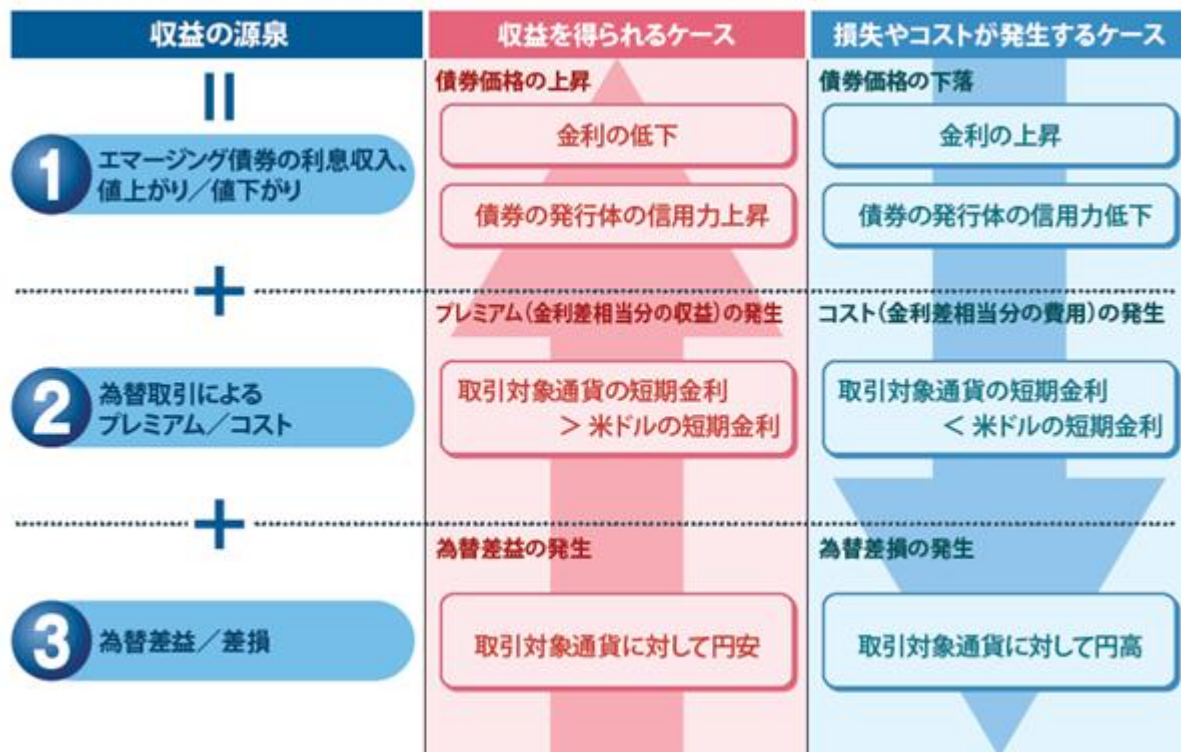 収益の源泉
収益を得られるケース
損失やコストが発生するケース
=
1
エマージング債券の利息収入、
値上がり/値下がり
債券価格の上昇
金利の低下
債券の発行体の信用力上昇
債券価格の下落
金利の上昇
債券の発行体の信用力低下
+
2
為替取引による
プレミアム/コスト
プレミアム(金利差相当分の収益)の発生
取引対象通貨の短期金利
> 米ドルの短期金利
コスト(金利差相当分の費用)の発生
取引対象通貨の短期金利
< 米ドルの短期金利
+
3
為替差益/差損
為替差益の発生
取引対象通貨に対して円安
為替差損の発生
取引対象通貨に対して円高